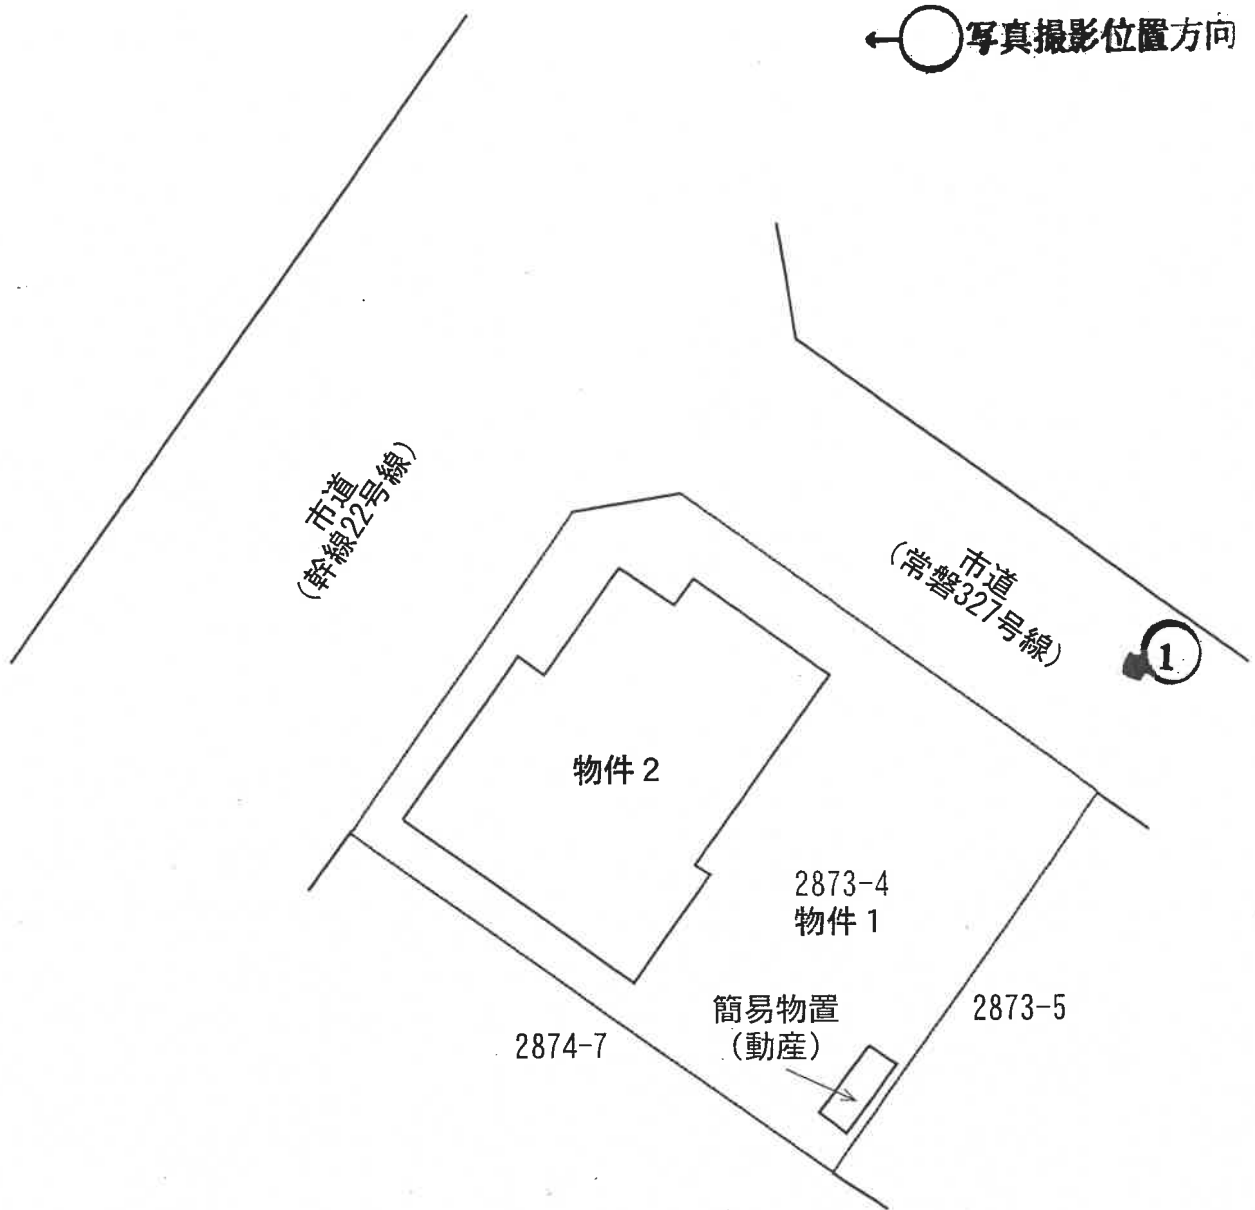 写真撮影位置方向
市道
（幹線22号線）
市道
（常磐327号線）
1
物件２
2873-4
物件１
簡易物置
（動産）
2873-5
2874-7